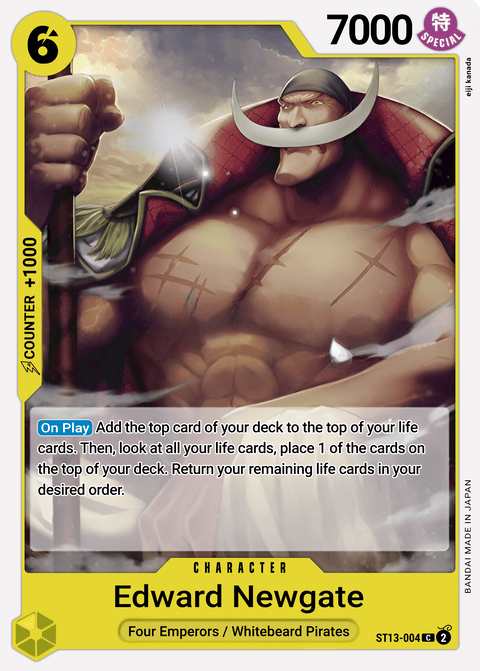 6
7000
特
SPECIAL
eiji kanada
COUNTER +1000
On Play Add the top card of your deck to the top of your life
cards. Then, look at all your life cards, place 1 of the cards on
the top of your deck. Return your remaining life cards in your
desired order.
BANDAI MADE IN JAPAN
CHARACTER
Edward Newgate
Four Emperors / Whitebeard Pirates
ST13-004 C 2